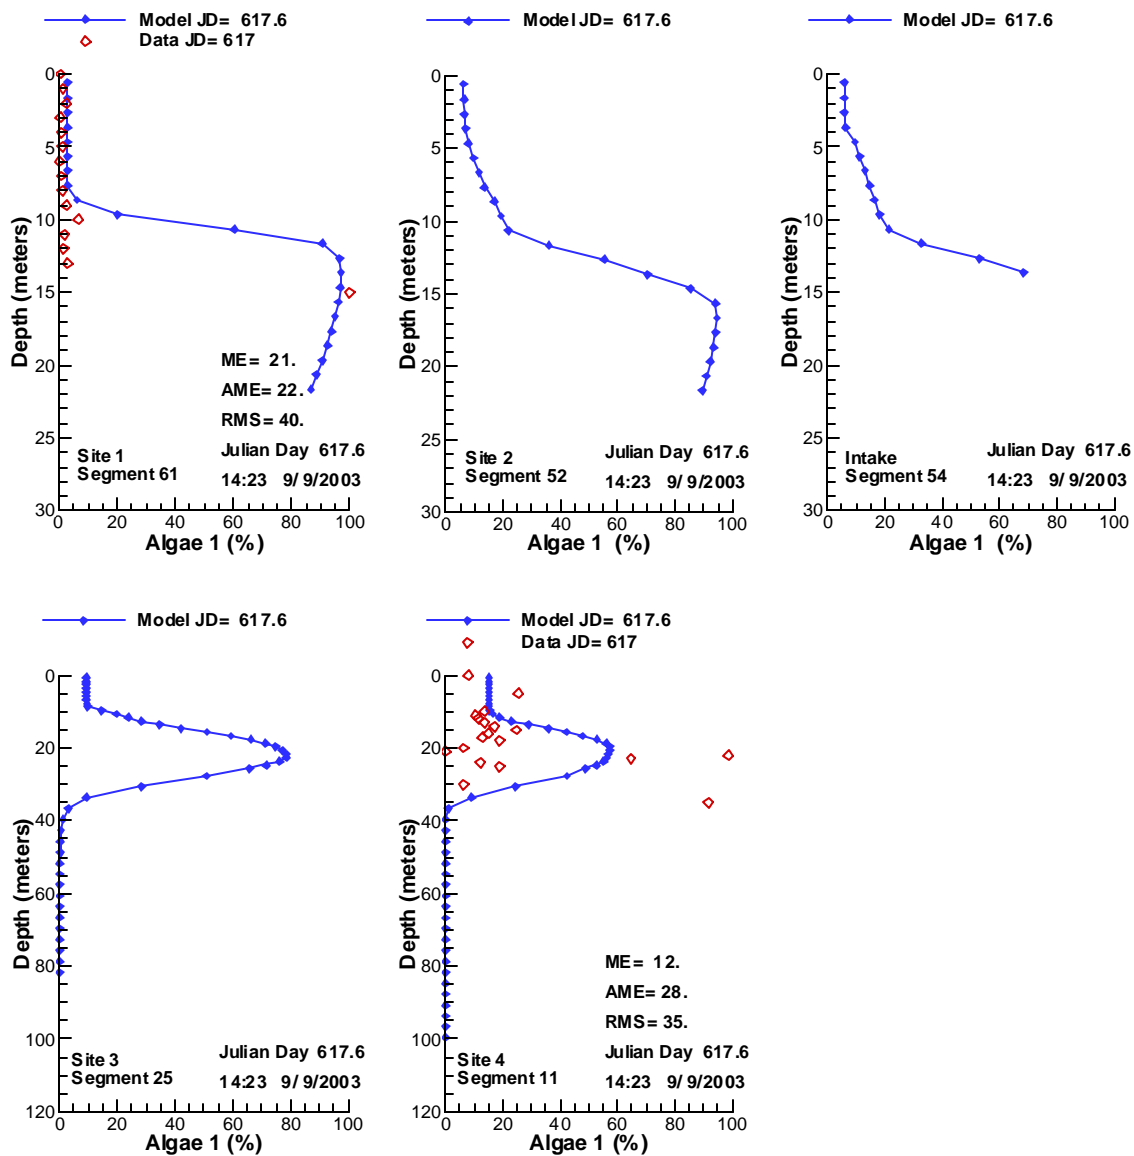 Model JD= 617.6
Data JD= 617
0
5
10
15
20
25
30
Depth (meters)
ME= 21.
AME= 22.
RMS= 40.
Site 1
Segment 61
Julian Day 617.6
14:23 9/ 9/2003
0 20 40 60 80 100
Algae 1 (%)
Model JD= 617.6
0
5
10
15
20
25
30
Depth (meters)
Site 2
Segment 52
Julian Day 617.6
14:23 9/ 9/2003
0 20 40 60 80 100
Algae 1 (%)
Model JD= 617.6
0
5
10
15
20
25
30
Depth (meters)
Intake
Segment 54
Julian Day 617.6
14:23 9/ 9/2003
0 20 40 60 80 100
Algae 1 (%)
Model JD= 617.6
0
20
40
60
80
100
120
Depth (meters)
Site 3
Segment 25
Julian Day 617.6
14:23 9/ 9/2003
0 20 40 60 80 100
Algae 1 (%)
Model JD= 617.6
Data JD= 617
0
20
40
60
80
100
120
Depth (meters)
ME= 12.
AME= 28.
RMS= 35.
Site 4
Segment 11
Julian Day 617.6
14:23 9/ 9/2003
0 20 40 60 80 100
Algae 1 (%)